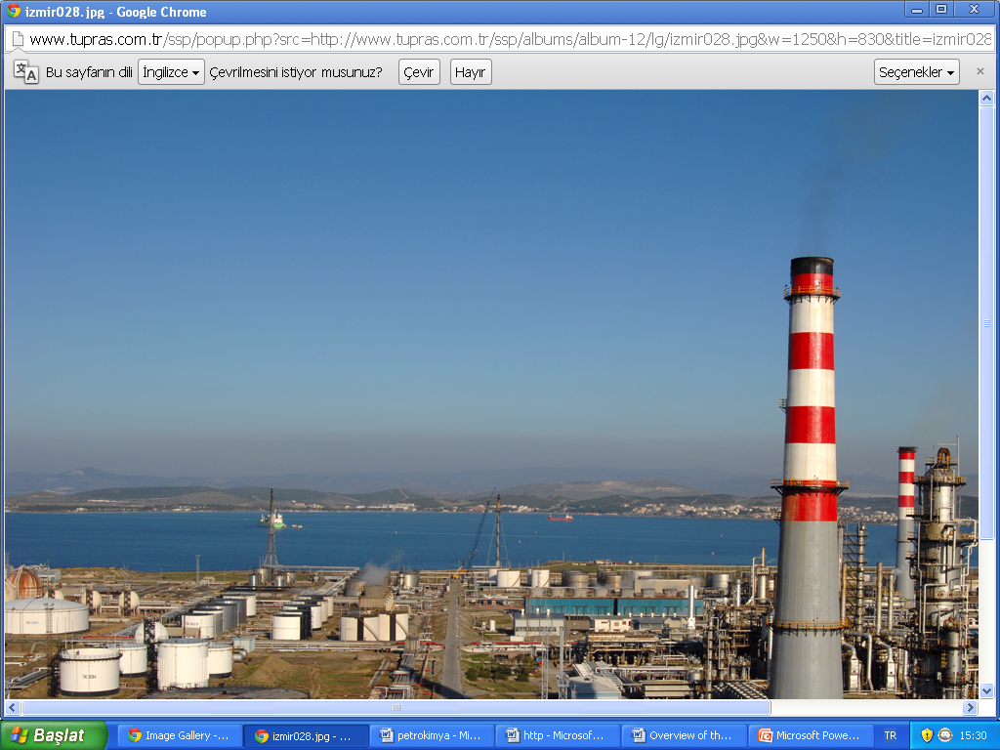 izmir028.jpg - Google Chrome
www.tupras.com.tr/ssp/popup.php?src=http://www.tupras.com.tr/ssp/albums/album-12/lg/izmir028.jpg&w=1250&h=830&title=izmir028
Bu sayfanın dili İngilizce Çevrilmesini istiyor musunuz? Çevir Hayır Seçenekler
Başlat Image Gallery -... izmir028.jpg - ... petrokimya - Mi... http - Microsof... Overview of th... Microsoft Powe... TR 15:30